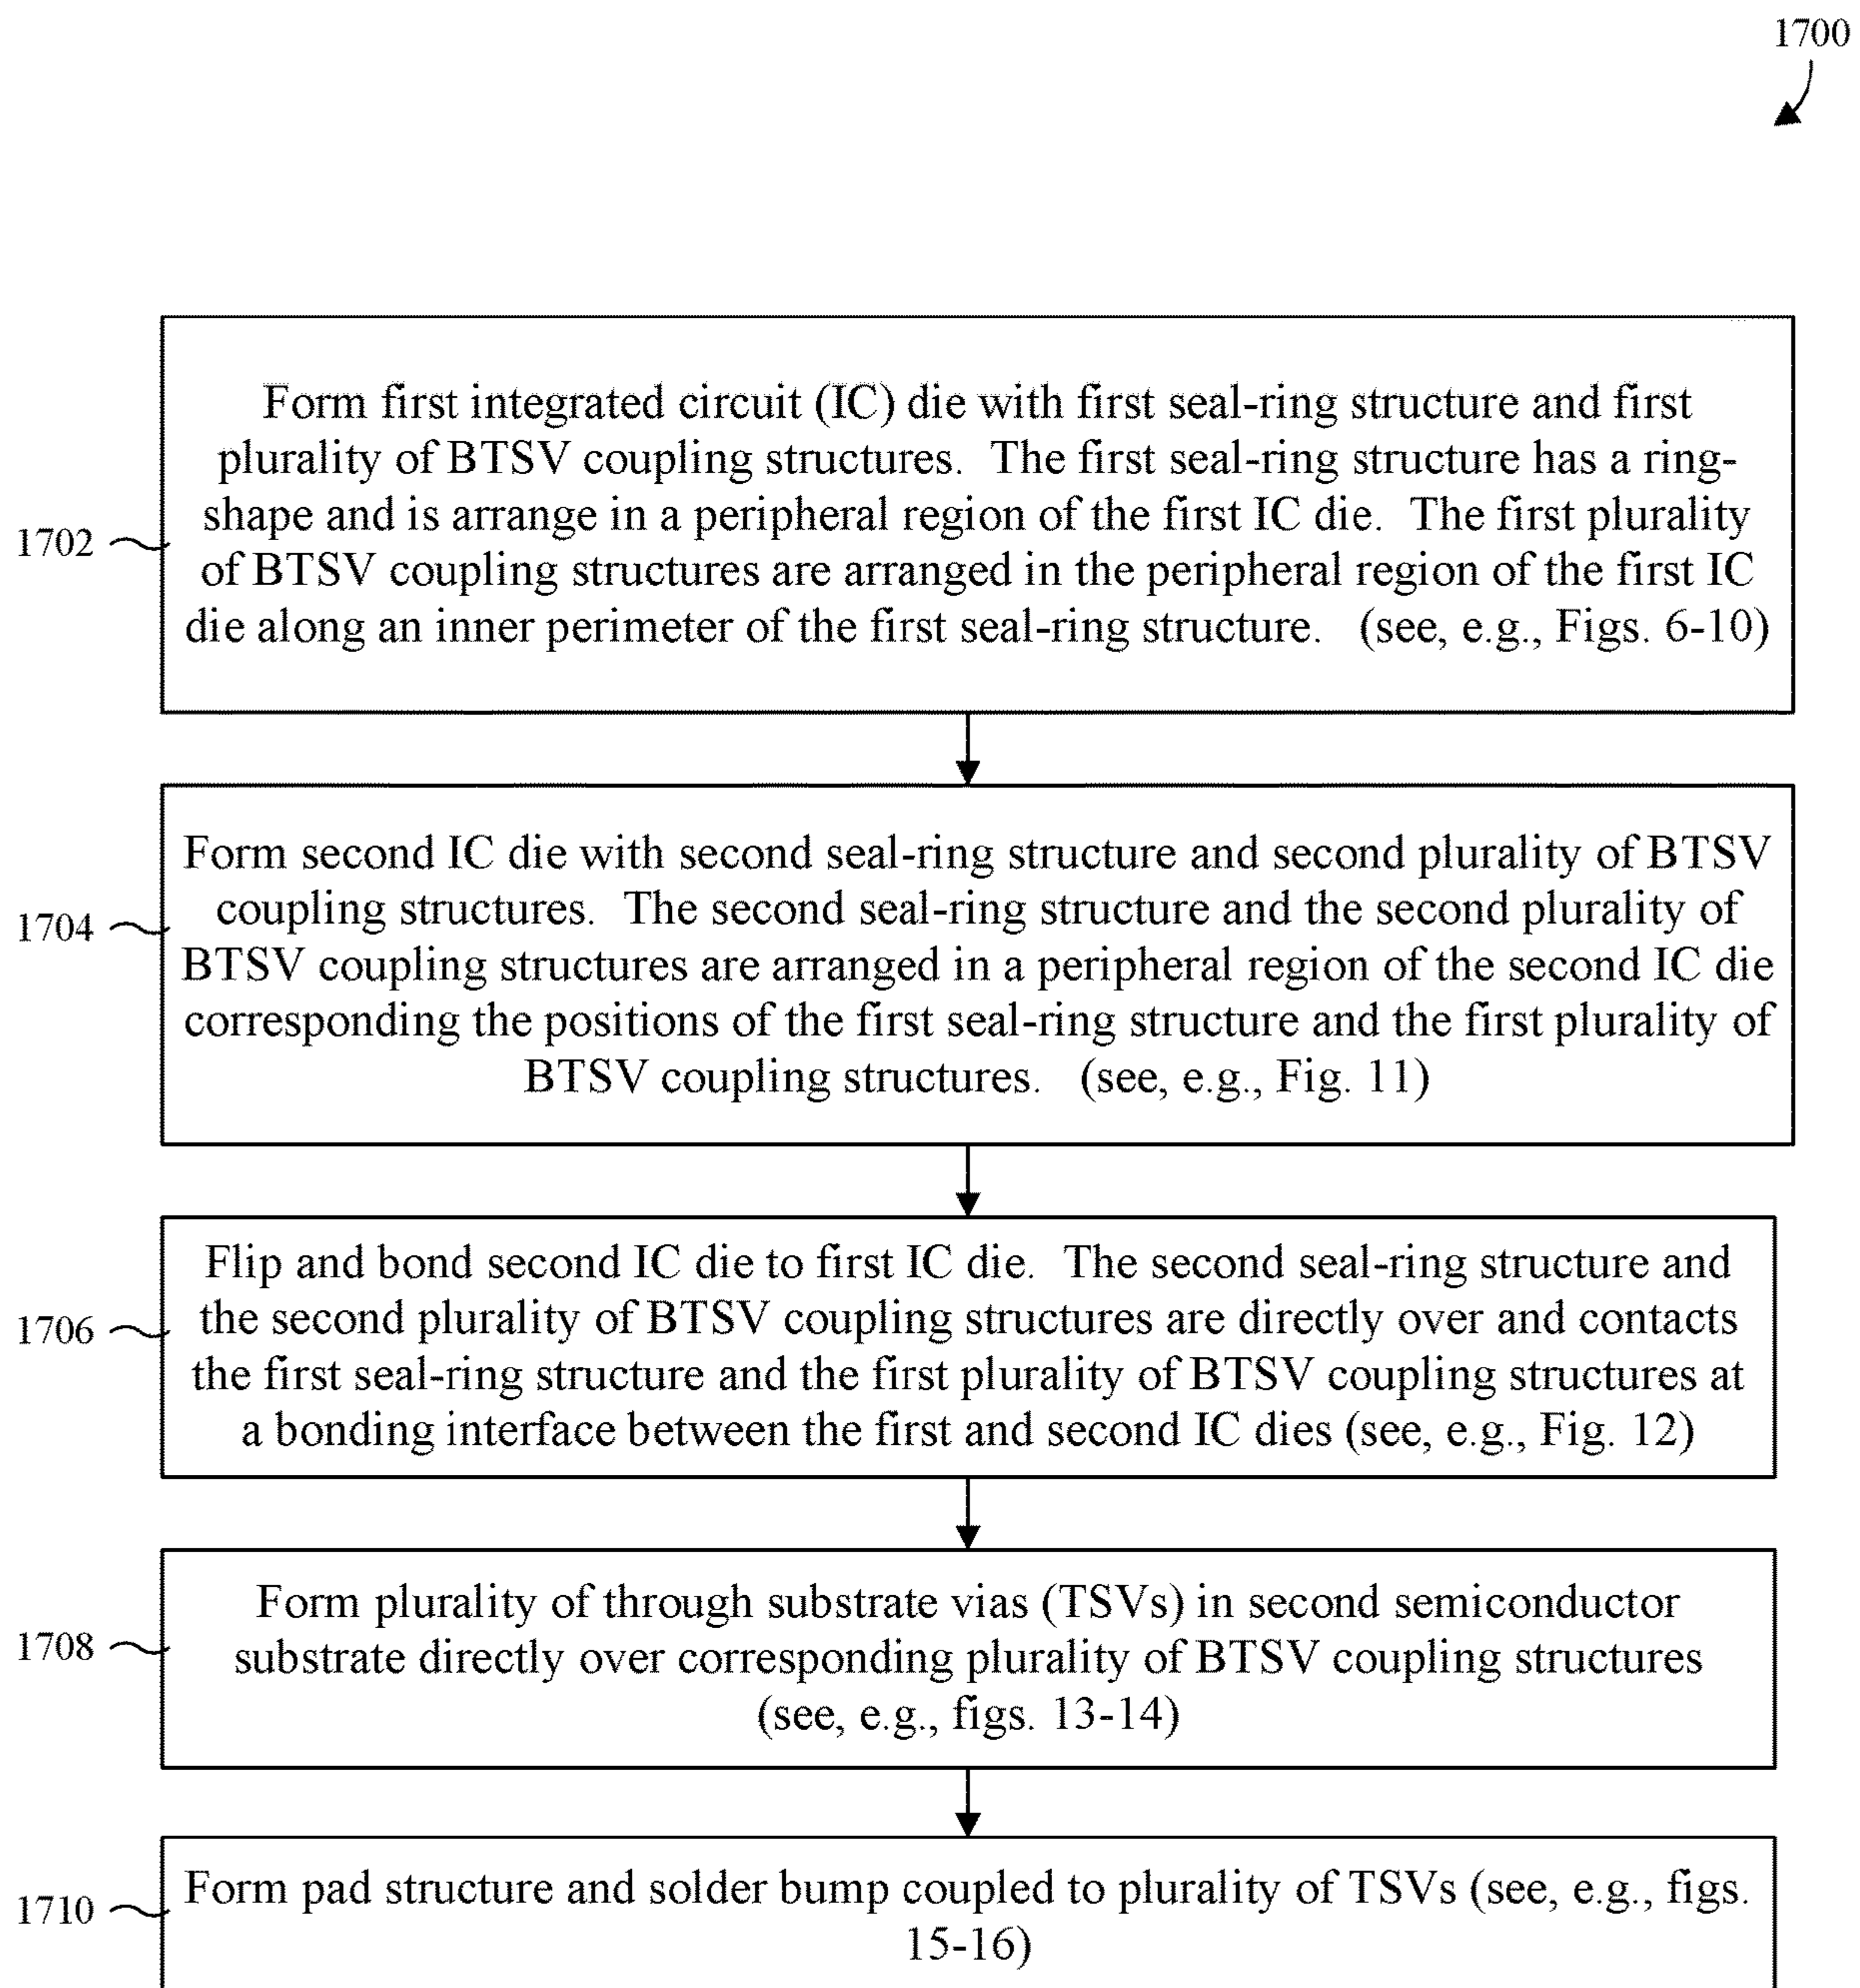 1700
Form first integrated circuit (IC) die with first seal-ring structure and first
plurality of BTSV coupling structures. The first seal-ring structure has a ring-
shape and is arrange in a peripheral region of the first IC die. The first plurality
1702
of BTSV coupling structures are arranged in the peripheral region of the first IC
die along an inner perimeter of the first seal-ring structure. (see, e.g., Figs. 6-10)
Form second IC die with second seal-ring structure and second plurality of BTSV
coupling structures. The second seal-ring structure and the second plurality of
1704
BTSV coupling structures are arranged in a peripheral region of the second IC die
corresponding the positions of the first seal-ring structure and the first plurality of
BTSV coupling structures. (see, e.g., Fig. 11)
Flip and bond second IC die to first IC die. The second seal-ring structure and
the second plurality of BTSV coupling structures are directly over and contacts
1706
the first seal-ring structure and the first plurality of BTSV coupling structures at
a bonding interface between the first and second IC dies (see, e.g., Fig. 12)
Form plurality of through substrate vias (TSVs) in second semiconductor
1708
substrate directly over corresponding plurality of BTSV coupling structures
(see, e.g., figs. 13-14)
Form pad structure and solder bump coupled to plurality of TSVs (see, e.g., figs.
1710
15-16)